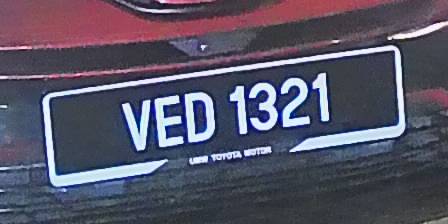 VED 1321
UMW TOYOTA MOTOR